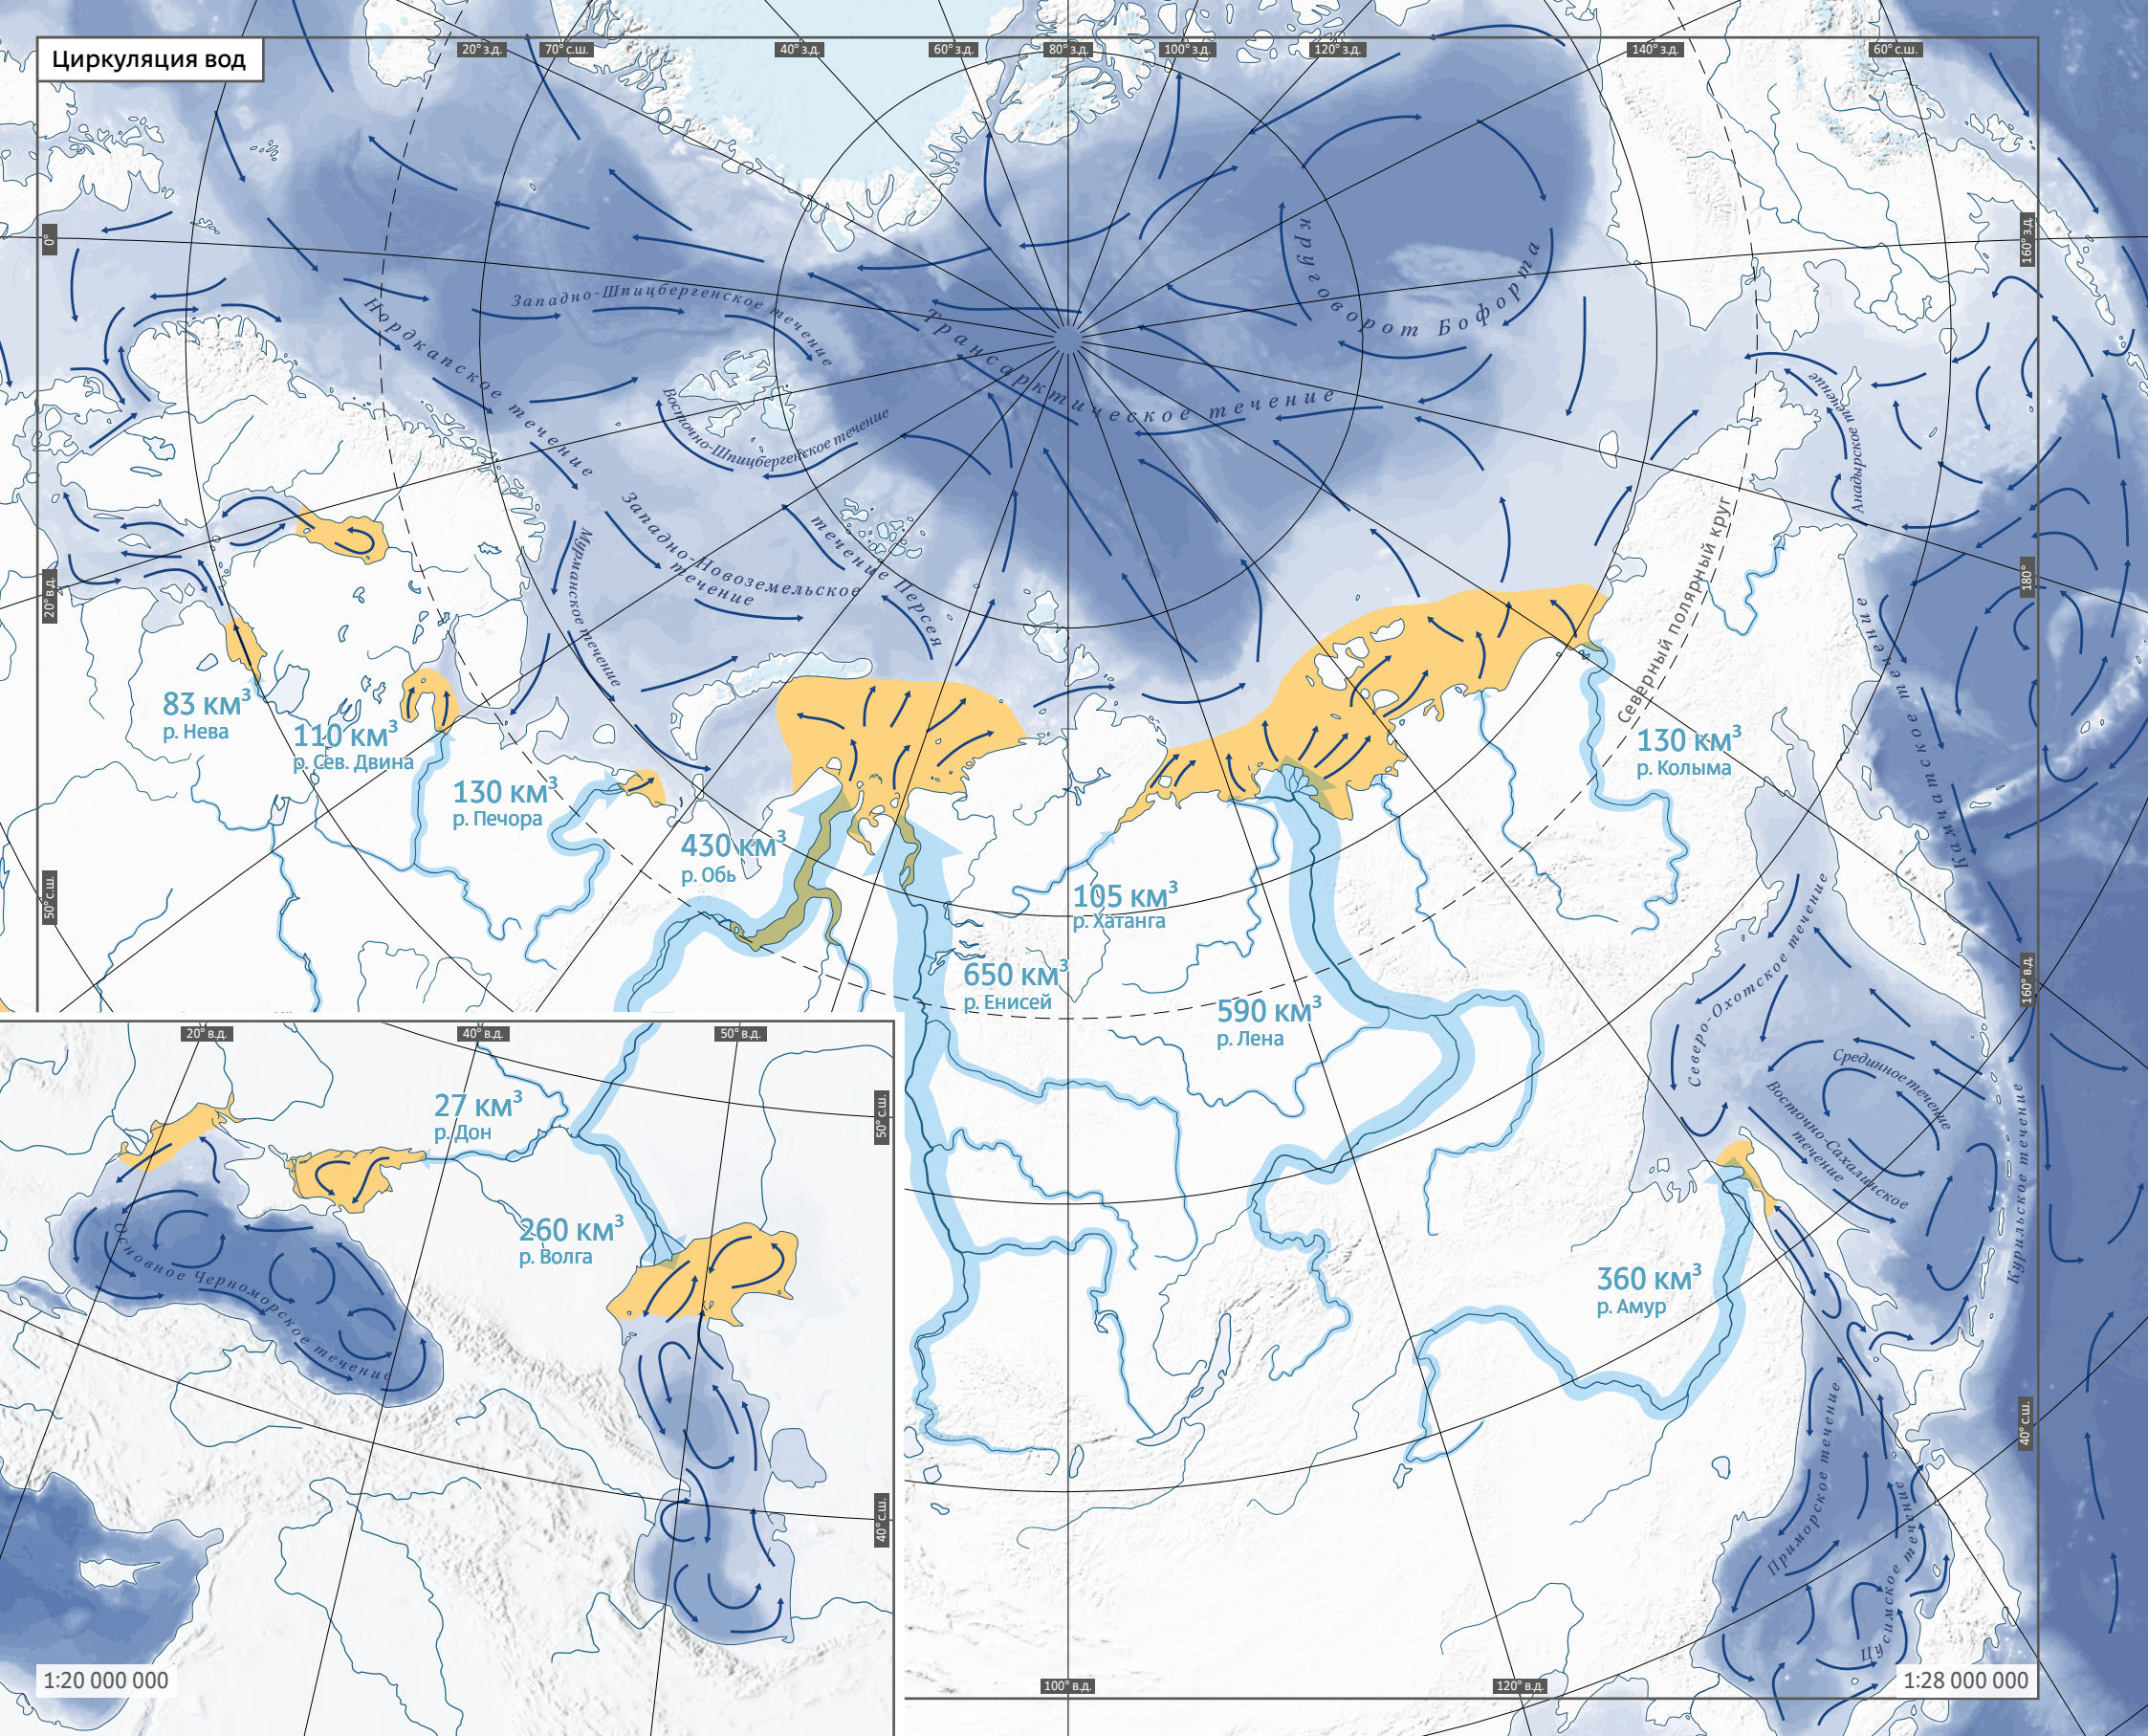 Циркуляция вод
20° з.д.
70° с.ш.
40° з.д.
60° з.д.
80° з.д.
100° з.д.
120° з.д.
140° з.д.
60° с.ш.
0°
160° з.д.
20° в.д.
180°
50° с.ш.
160° в.д.
40° с.ш.
100° в.д.
120° в.д.
Западно-Шпицбергенское течение
Нордкапское течение
Трансарктическое течение
круговорот Бофорта
Восточно-Шпицбергенское течение
Западно-Новоземельское
течение
течение Персея
Мурманское течение
Анадырское течение
Северный полярный круг
Камчатское течение
Северо-Охотское течение
Срединное течение
Восточно-Сахалинское
течение
Курильское течение
Приморское течение
Цусимское течение
83 км³
р. Нева
110 км³
р. Сев. Двина
130 км³
р. Печора
430 км³
р. Обь
650 км³
р. Енисей
105 км³
р. Хатанга
590 км³
р. Лена
130 км³
р. Колыма
360 км³
р. Амур
20° в.д.
40° в.д.
50° в.д.
50° с.ш.
40° с.ш.
27 км³
р. Дон
260 км³
р. Волга
Основное Черноморское течение
1:20 000 000
1:28 000 000